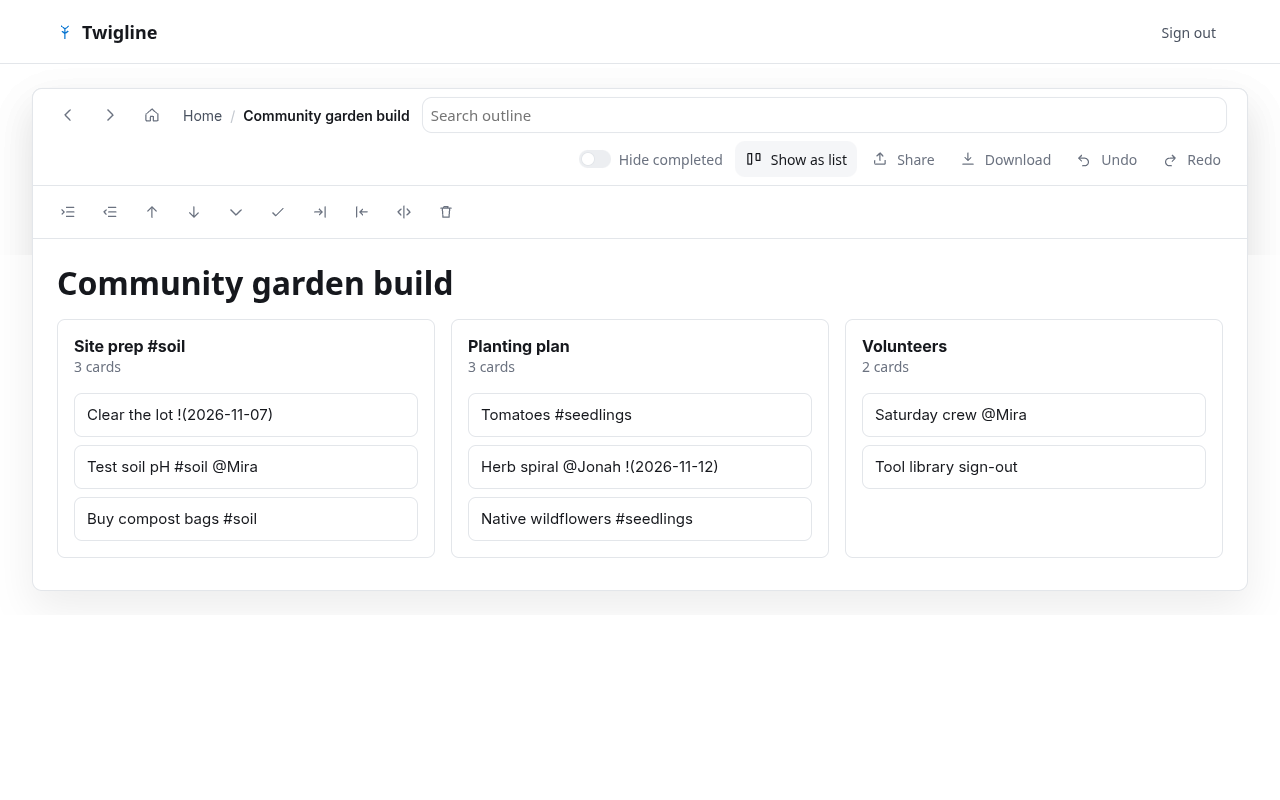 Twigline
Sign out
Home / Community garden build
Search outline
Hide completed
Show as list
Share
Download
Undo
Redo
Community garden build
Site prep #soil
3 cards
Clear the lot !(2026-11-07)
Test soil pH #soil @Mira
Buy compost bags #soil
Planting plan
3 cards
Tomatoes #seedlings
Herb spiral @Jonah !(2026-11-12)
Native wildflowers #seedlings
Volunteers
2 cards
Saturday crew @Mira
Tool library sign-out